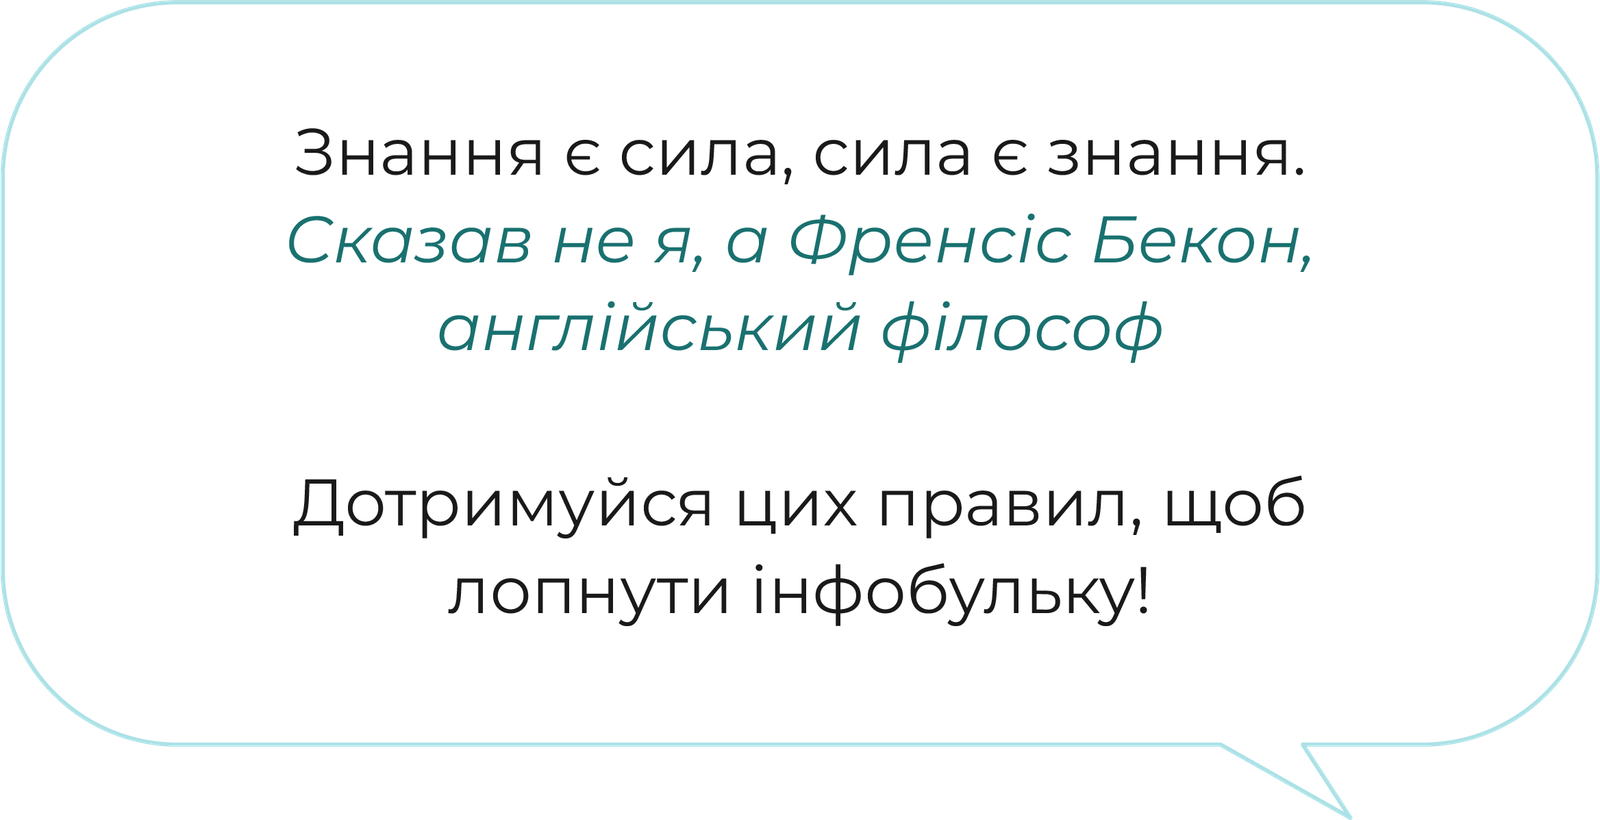 Знання є сила, сила є знання.
Сказав не я, а Френсіс Бекон,
англійський філософ
Дотримуйся цих правил, щоб
лопнути інфобульку!